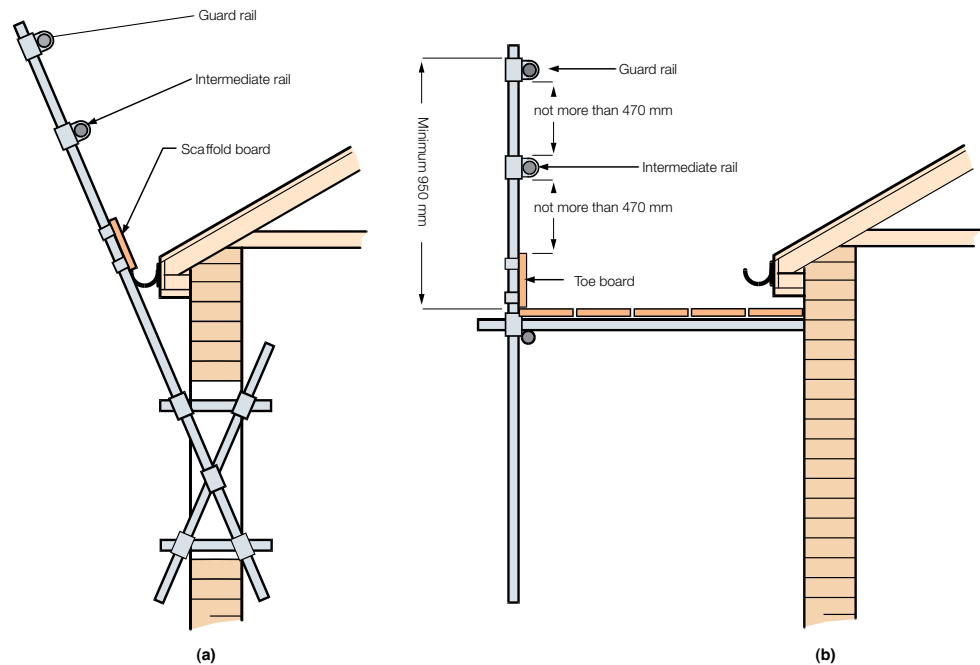 Guard rail
Intermediate rail
Scaffold board
(a)
Minimum 950 mm
Guard rail
not more than 470 mm
Intermediate rail
not more than 470 mm
Toe board
(b)